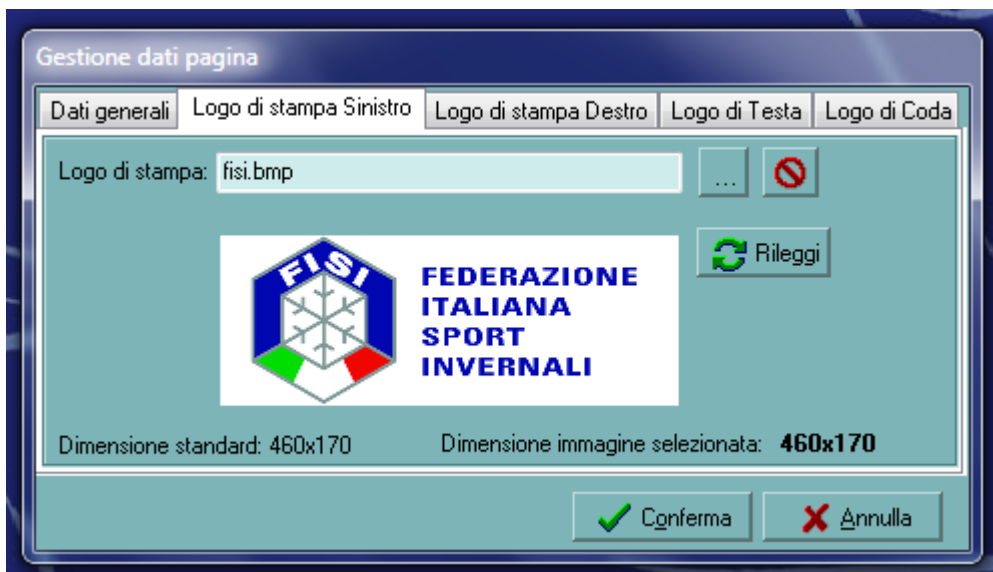 Gestione dati pagina
Dati generali Logo di stampa Sinistro Logo di stampa Destro Logo di Testa Logo di Coda
Logo di stampa: fisi.bmp ...
Rileggi
FISI
FEDERAZIONE
ITALIANA
SPORT
INVERNALI
Dimensione standard: 460x170 Dimensione immagine selezionata: 460x170
Conferma Annulla